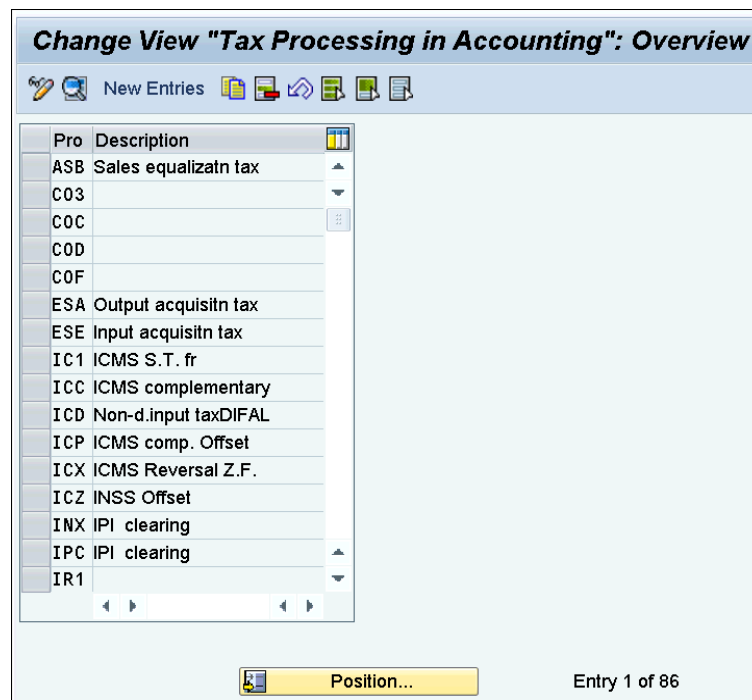 Change View "Tax Processing in Accounting": Overview
New Entries
Pro Description
ASB Sales equalizatn tax
CO3
COC
COD
COF
ESA Output acquisitn tax
ESE Input acquisitn tax
IC1 ICMS S.T. fr
ICC ICMS complementary
ICD Non-d.input taxDIFAL
ICP ICMS comp. Offset
ICX ICMS Reversal Z.F.
ICZ INSS Offset
INX IPI clearing
IPC IPI clearing
IR1
Position... Entry 1 of 86